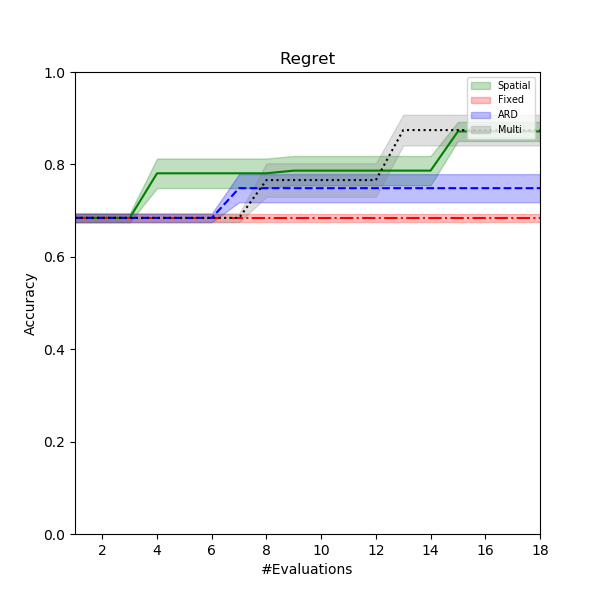 Regret
1.0
0.8
0.6
0.4
0.2
0.0
Accuracy
Spatial
Fixed
ARD
Multi
2 4 6 8 10 12 14 16 18
#Evaluations